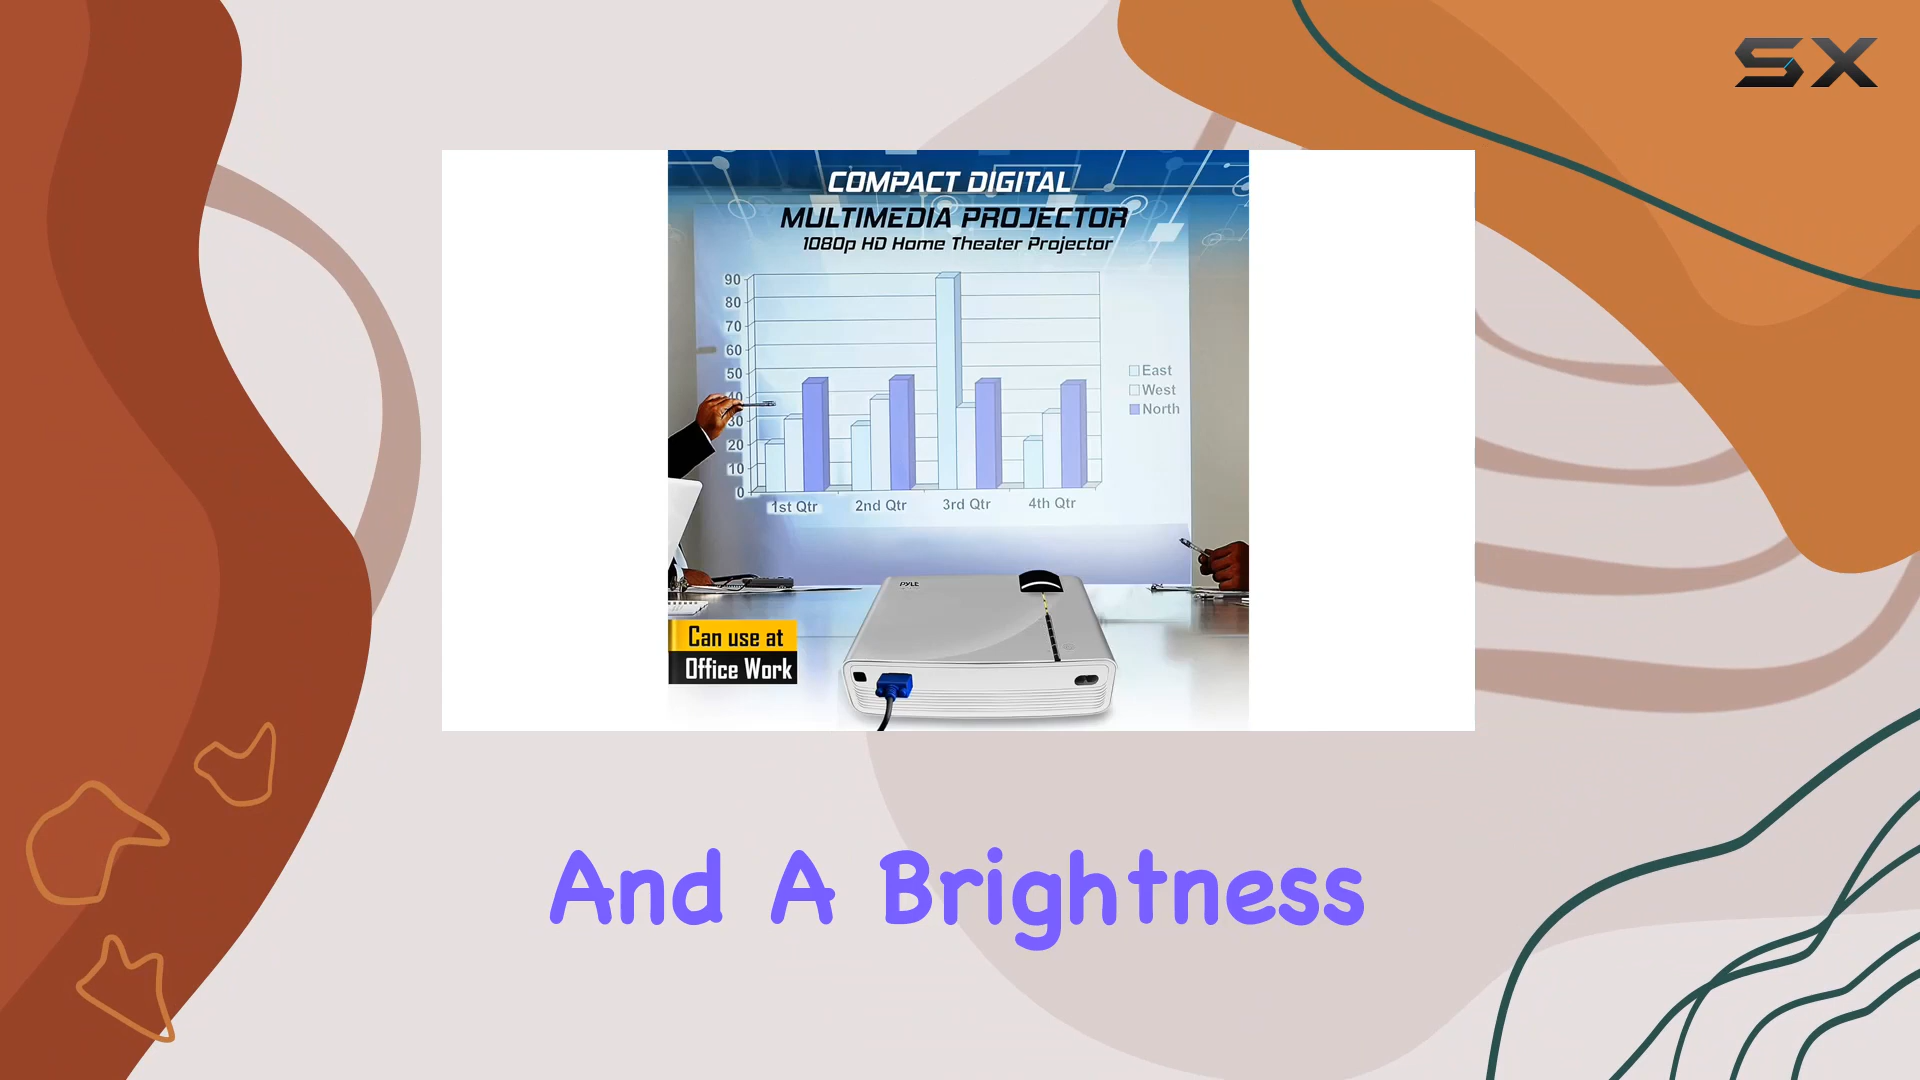 SX
COMPACT DIGITAL
MULTIMEDIA PROJECTOR
1080p HD Home Theater Projector
90
80
70
60
50
40
30
20
10
0
East
West
North
1st Qtr 2nd Qtr 3rd Qtr 4th Qtr
PYLE
Can use at
Office Work
And A Brightness